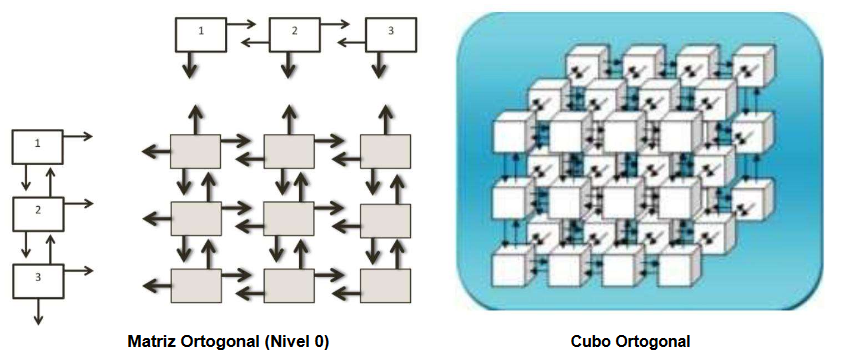 1 2 3
1
2
3
Matriz Ortogonal (Nivel 0)
Cubo Ortogonal